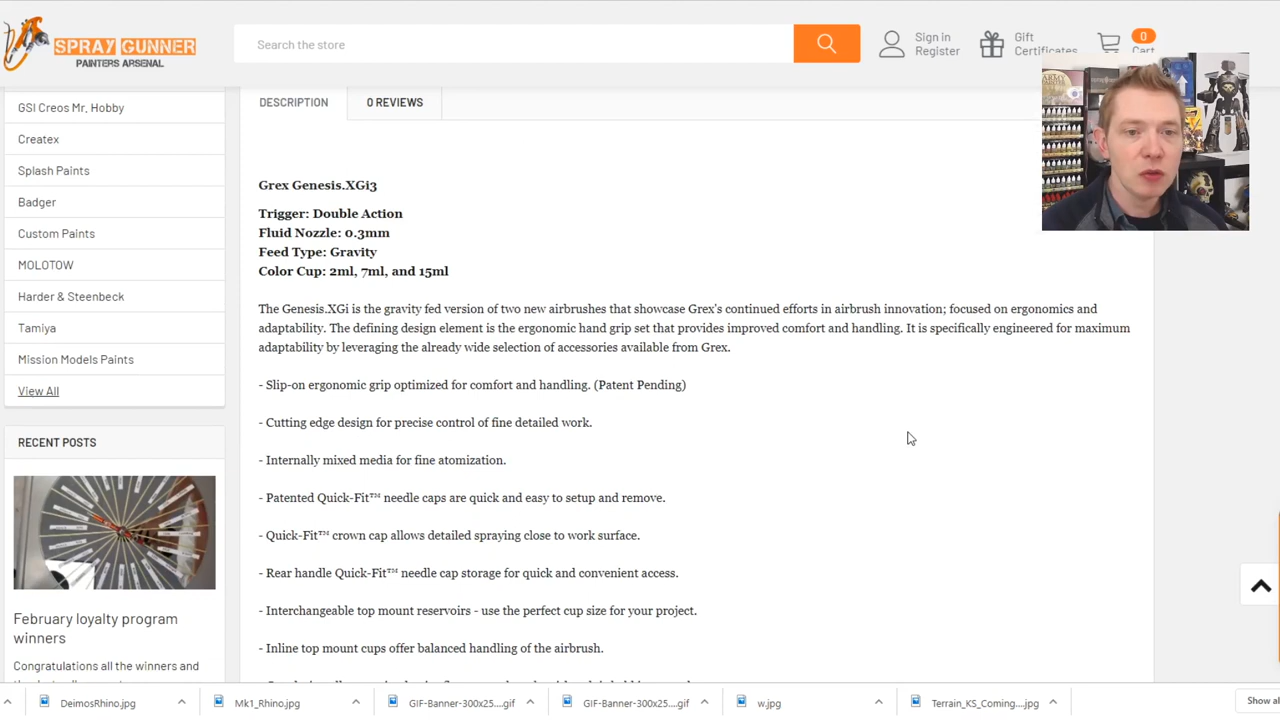 SPRAY GUNNER
PAINTERS ARSENAL
Search the store
Sign in
Register
Gift
Certificates
0
Cart
GSI Creos Mr. Hobby
Createx
Splash Paints
Badger
Custom Paints
MOLOTOW
Harder & Steenbeck
Tamiya
Mission Models Paints
View All
RECENT POSTS
February loyalty program
winners
Congratulations all the winners and
DESCRIPTION
0 REVIEWS
Grex Genesis.XGi3
Trigger: Double Action
Fluid Nozzle: 0.3mm
Feed Type: Gravity
Color Cup: 2ml, 7ml, and 15ml
The Genesis.XGi is the gravity fed version of two new airbrushes that showcase Grex's continued efforts in airbrush innovation; focused on ergonomics and
adaptability. The defining design element is the ergonomic hand grip set that provides improved comfort and handling. It is specifically engineered for maximum
adaptability by leveraging the already wide selection of accessories available from Grex.
- Slip-on ergonomic grip optimized for comfort and handling. (Patent Pending)
- Cutting edge design for precise control of fine detailed work.
- Internally mixed media for fine atomization.
- Patented Quick-Fit™ needle caps are quick and easy to setup and remove.
- Quick-Fit™ crown cap allows detailed spraying close to work surface.
- Rear handle Quick-Fit™ needle cap storage for quick and convenient access.
- Interchangeable top mount reservoirs - use the perfect cup size for your project.
- Inline top mount cups offer balanced handling of the airbrush.
DeimosRhino.jpg
Mk1_Rhino.jpg
GIF-Banner-300x25....gif
GIF-Banner-300x25....gif
w.jpg
Terrain_KS_Coming....jpg
Show al